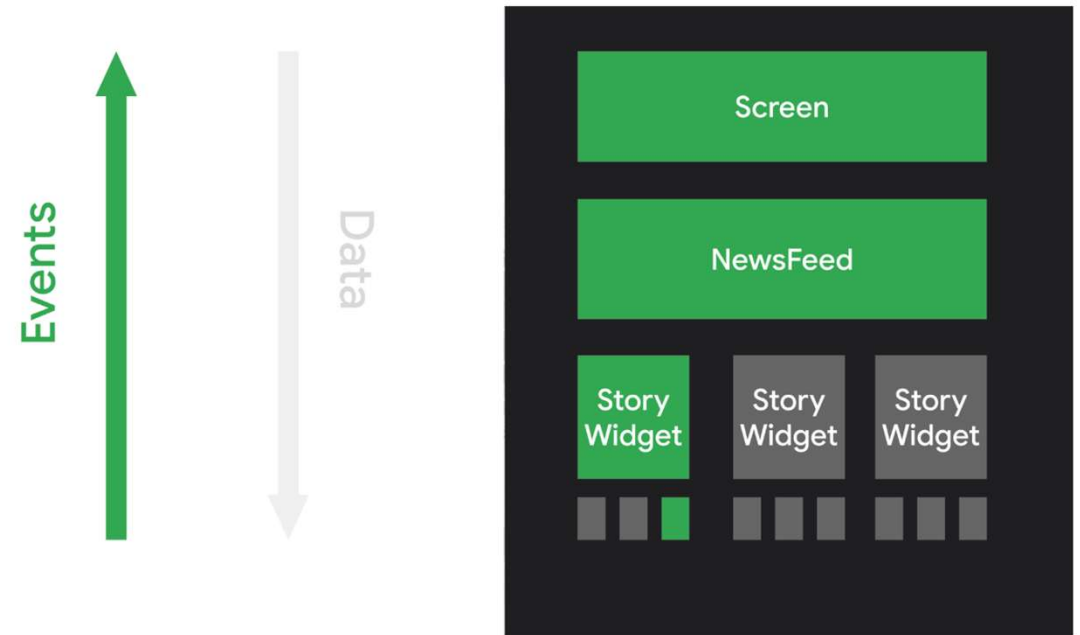 Events
Data
Screen
NewsFeed
Story
Widget
Story
Widget
Story
Widget